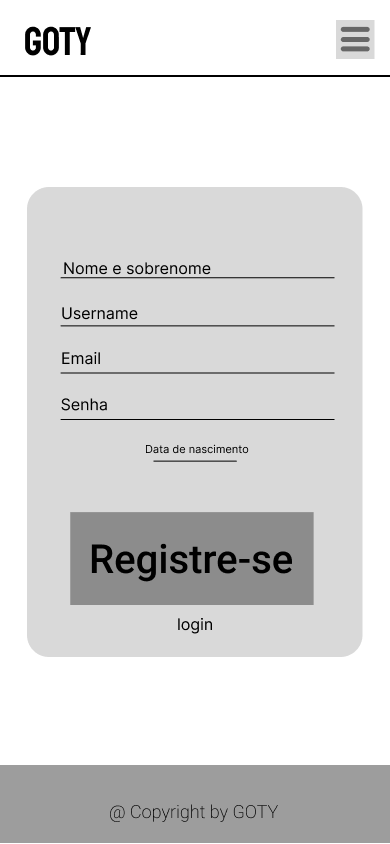 GOTY
Nome e sobrenome
Username
Email
Senha
Data de nascimento
Registre-se
login
@ Copyright by GOTY